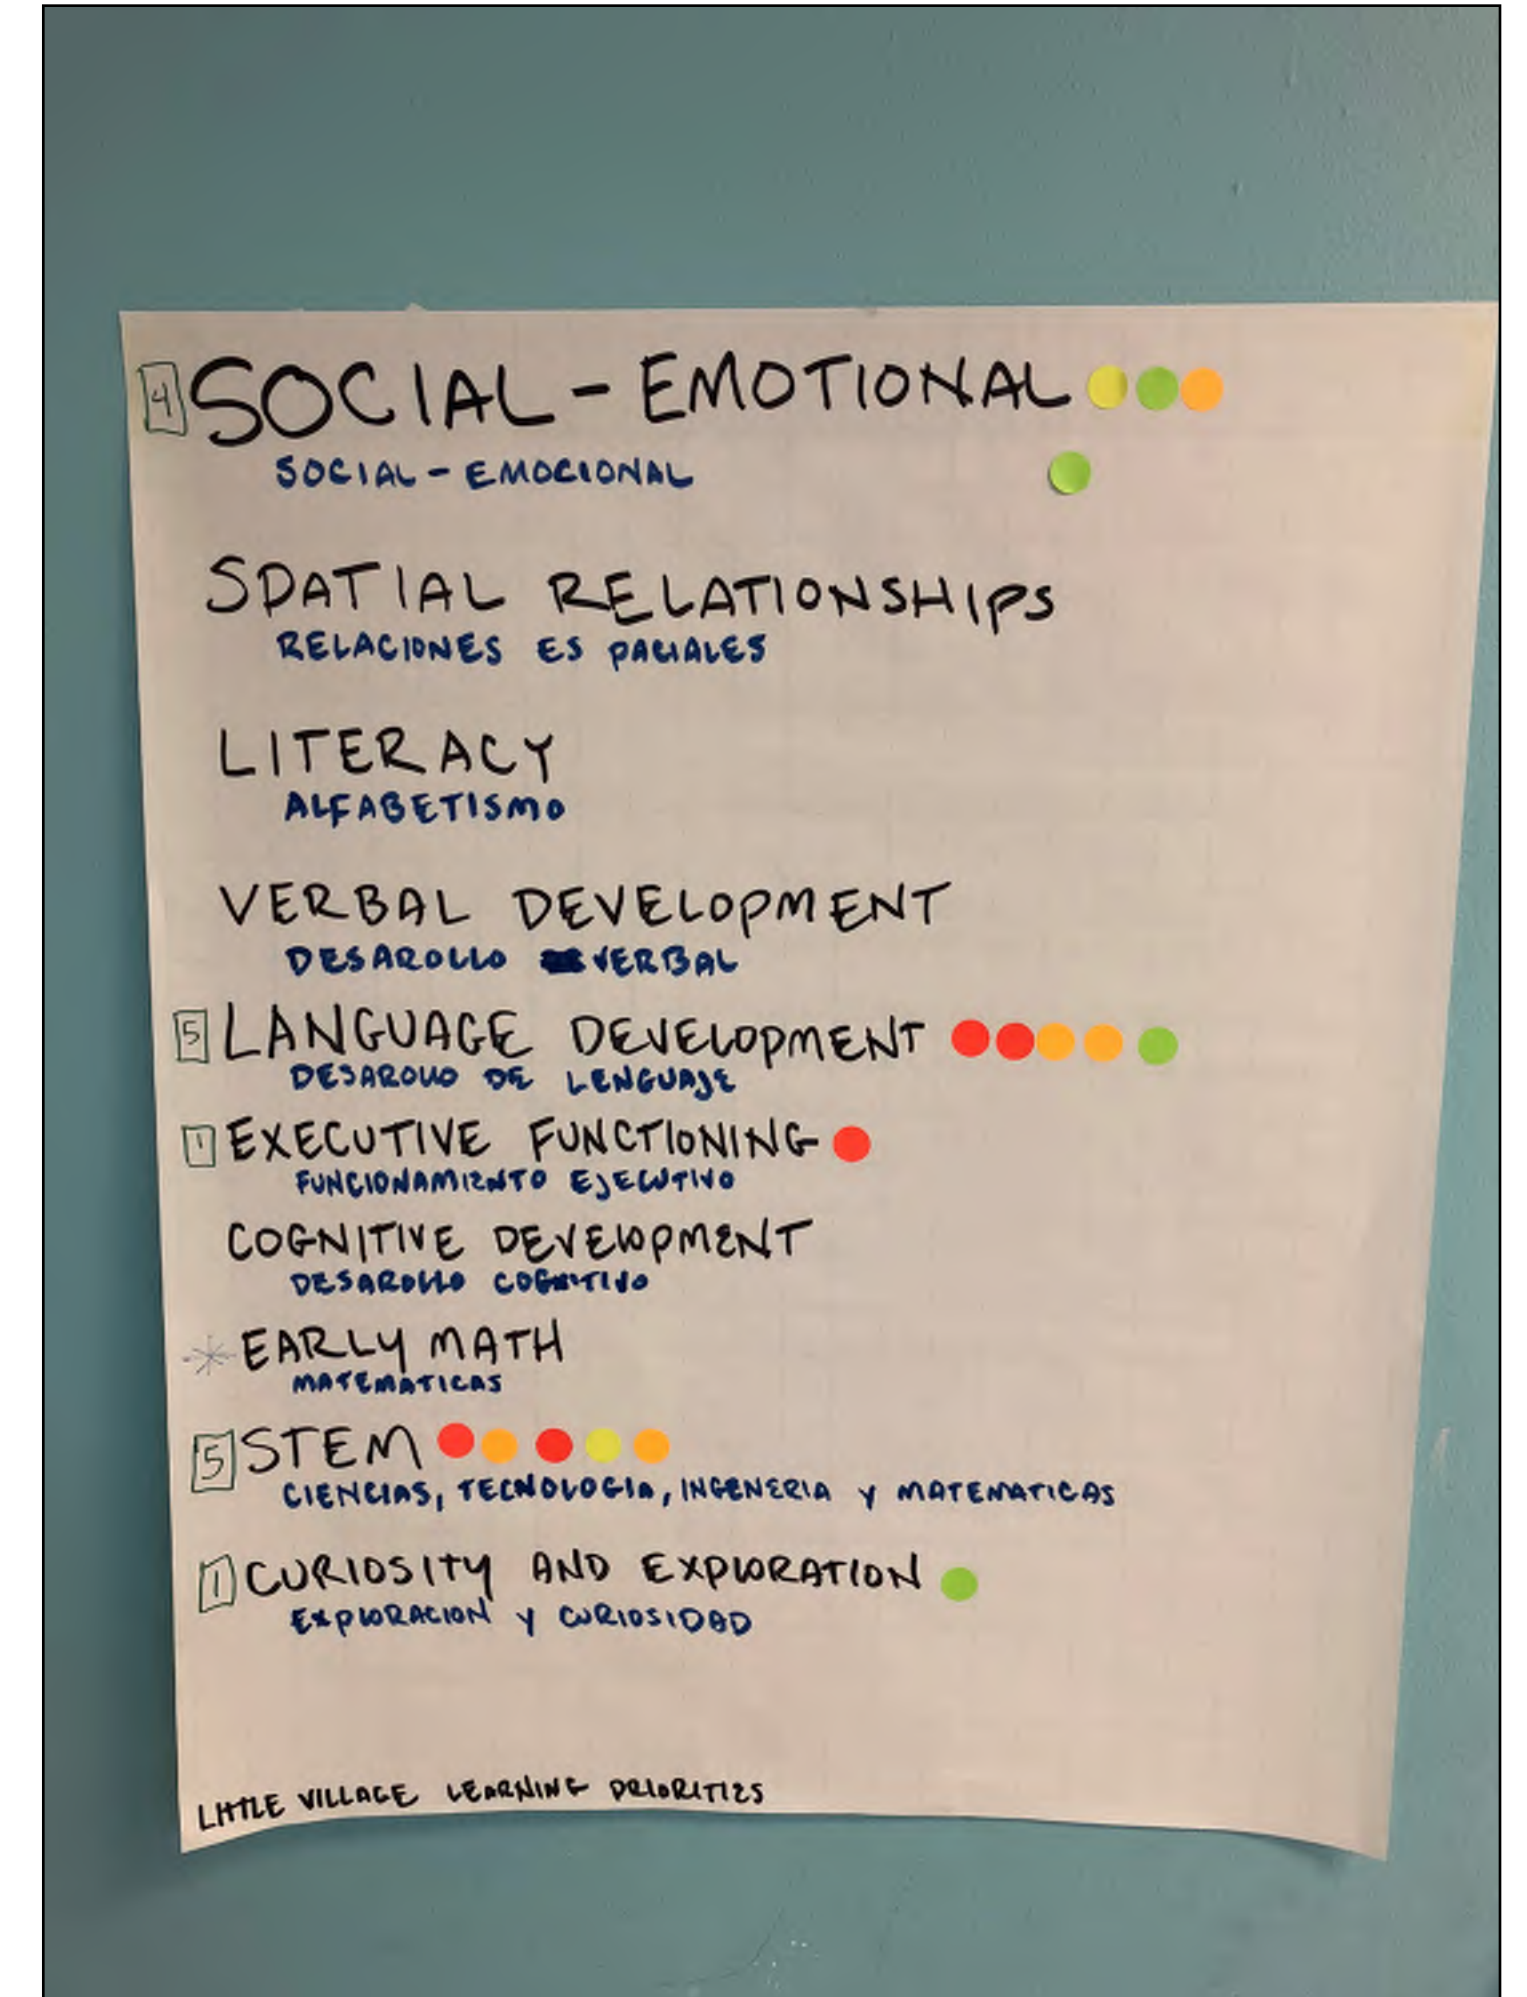 4 SOCIAL - EMOTIONAL
SOCIAL - EMOCIONAL
SPATIAL RELATIONSHIPS
RELACIONES ES PACIALES
LITERACY
ALFABETISMO
VERBAL DEVELOPMENT
DESAROLLO VERBAL
5 LANGUAGE DEVELOPMENT
DESAROLLO DE LENGUAJE
1 EXECUTIVE FUNCTIONING
FUNCIONAMIENTO EJECUTIVO
COGNITIVE DEVELOPMENT
DESAROLLO COGNITIVO
* EARLY MATH
MATEMATICAS
5 STEM
CIENCIAS, TECNOLOGIA, INGENERIA Y MATEMATICAS
1 CURIOSITY AND EXPLORATION
EXPLORACION Y CURIOSIDAD
LITTLE VILLAGE LEARNING PRIORITIES